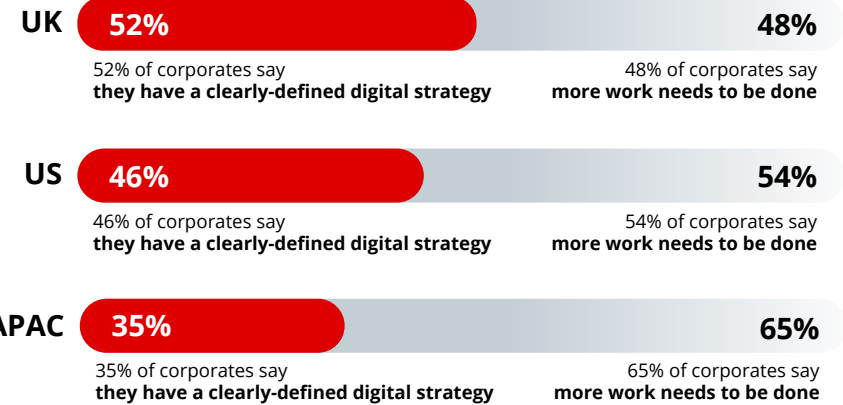 UK 52% 48%
52% of corporates say 48% of corporates say
they have a clearly-defined digital strategy more work needs to be done
US 46% 54%
46% of corporates say 54% of corporates say
they have a clearly-defined digital strategy more work needs to be done
APAC 35% 65%
35% of corporates say 65% of corporates say
they have a clearly-defined digital strategy more work needs to be done